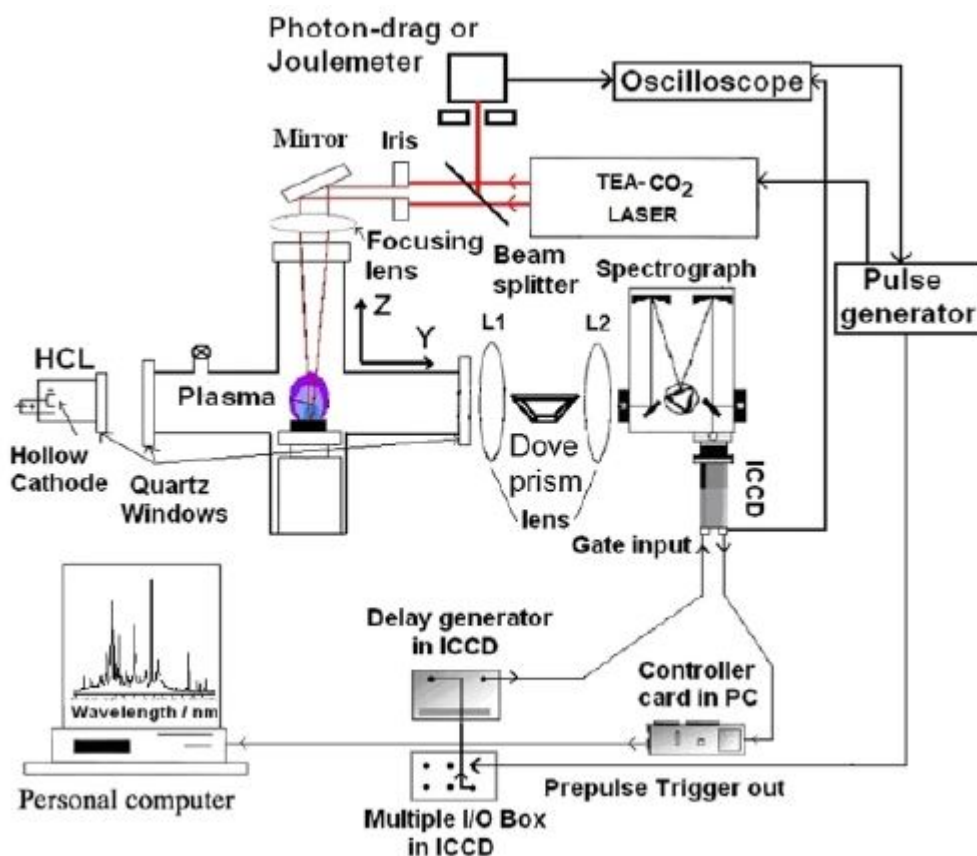 Photon-drag or
Joulemeter
Oscilloscope
Mirror
Iris
TEA-CO₂
LASER
Focusing
lens
Beam
splitter
Spectrograph
Pulse
generator
Z
Y
L1
L2
HCL
Plasma
Hollow
Cathode
Quartz
Windows
Dove
prism
lens
ICCD
Gate input
Delay generator
in ICCD
Controller
card in PC
Wavelength / nm
Personal computer
Prepulse Trigger out
Multiple I/O Box
in ICCD